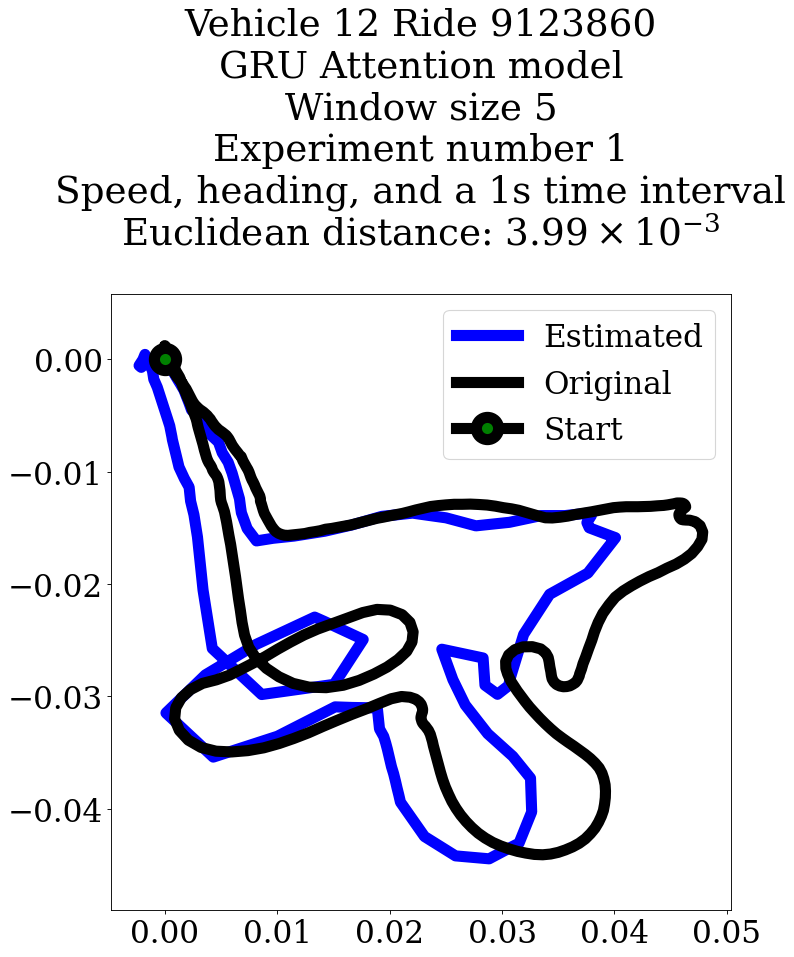 Vehicle 12 Ride 9123860
GRU Attention model
Window size 5
Experiment number 1
Speed, heading, and a 1s time interval
Euclidean distance: 3.99 × 10⁻³
Estimated
Original
Start
0.00
−0.01
−0.02
−0.03
−0.04
0.00 0.01 0.02 0.03 0.04 0.05